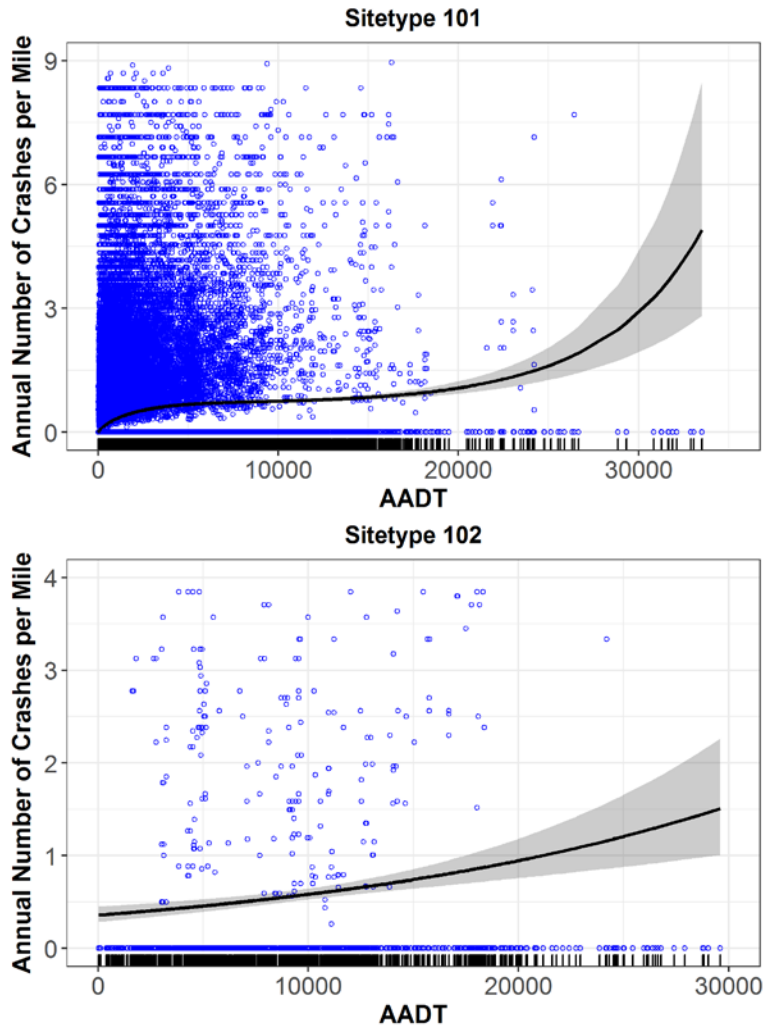 Sitetype 101
Annual Number of Crashes per Mile
9
6
3
0
0 10000 20000 30000
AADT
Sitetype 102
Annual Number of Crashes per Mile
4
3
2
1
0
0 10000 20000 30000
AADT